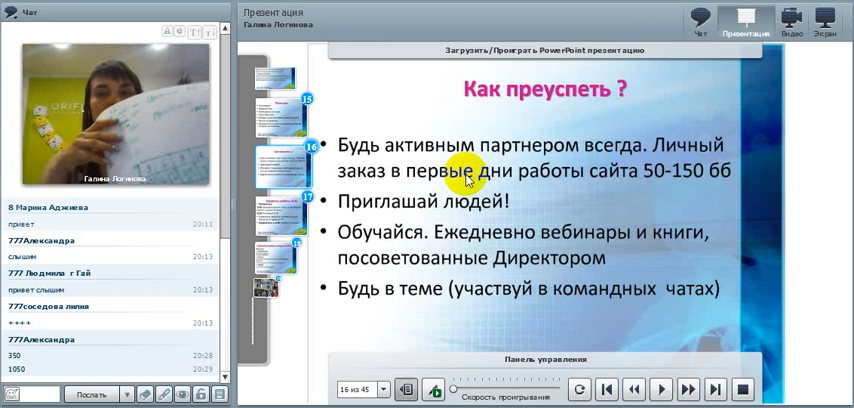 Чат
Галина Логинова
8 Марина Аджиева
привет 20:11
777Александра
слышим 20:13
777 Людмила г Гай
привет слышим 20:13
777соседова лилия
++++ 20:13
777Александра
350 20:28
1050 20:29
Послать
Презентация
Галина Логинова
Чат
Презентация
Видео
Экран
Загрузить/Проиграть PowerPoint презентацию
15
16
17
18
Как преуспеть ?
• Будь активным партнером всегда. Личный
заказ в первые дни работы сайта 50-150 бб
• Приглашай людей!
• Обучайся. Ежедневно вебинары и книги,
посоветованные Директором
• Будь в теме (участвуй в командных чатах)
Панель управления
16 из 45
Скорость проигрывания